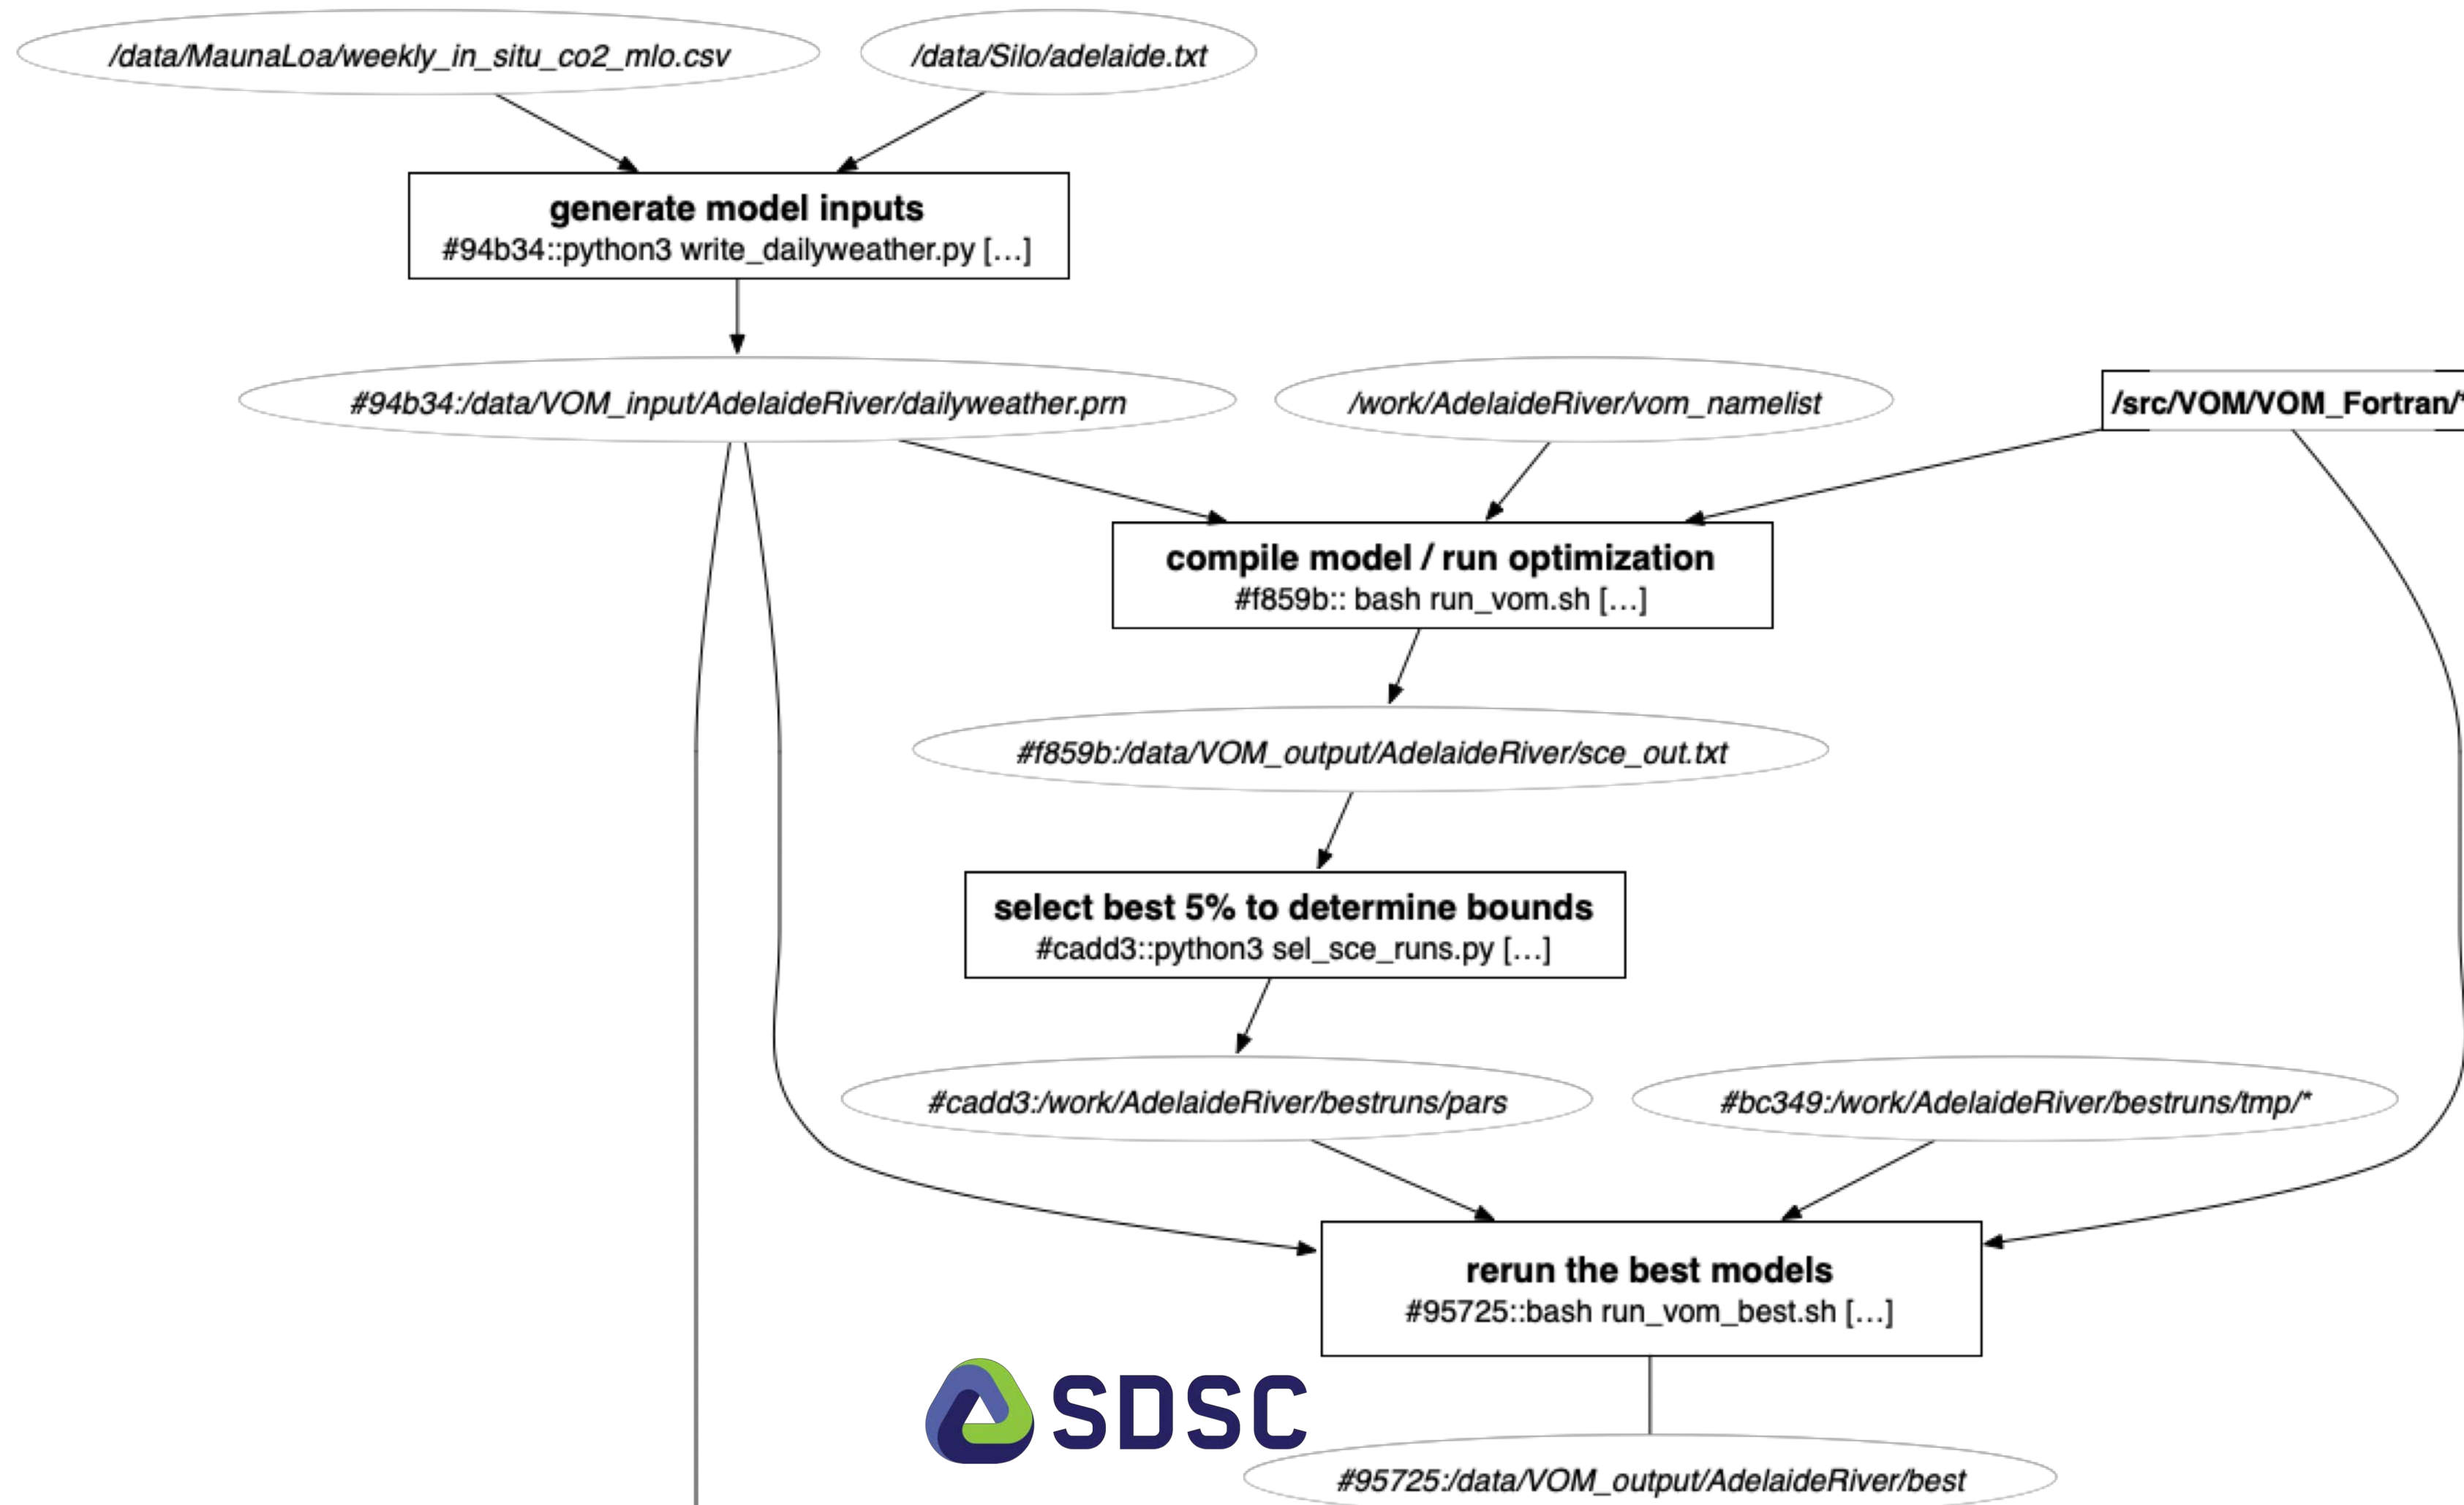 /data/MaunaLoa/weekly_in_situ_co2_mlo.csv
/data/Silo/adelaide.txt
generate model inputs
#94b34::python3 write_dailyweather.py [...]
#94b34:/data/VOM_input/AdelaideRiver/dailyweather.prn
/work/AdelaideRiver/vom_namelist
/src/VOM/VOM_Fortran/*
compile model / run optimization
#f859b:: bash run_vom.sh [...]
#f859b:/data/VOM_output/AdelaideRiver/sce_out.txt
select best 5% to determine bounds
#cadd3::python3 sel_sce_runs.py [...]
#cadd3:/work/AdelaideRiver/bestruns/pars
#bc349:/work/AdelaideRiver/bestruns/tmp/*
rerun the best models
#95725::bash run_vom_best.sh [...]
SDSC
#95725:/data/VOM_output/AdelaideRiver/best